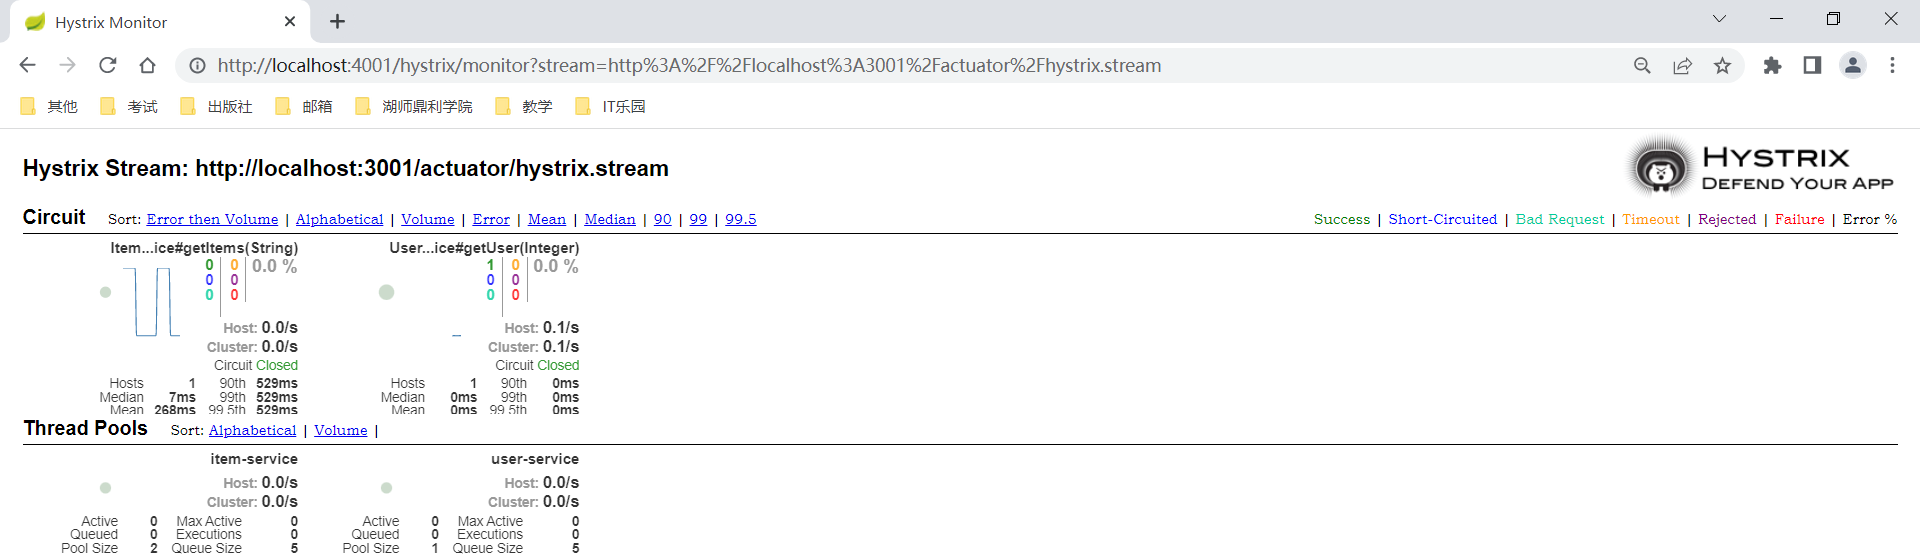 Hystrix Monitor
http://localhost:4001/hystrix/monitor?stream=http%3A%2F%2Flocalhost%3A3001%2Factuator%2Fhystrix.stream
其他 考试 出版社 邮箱 湖师鼎利学院 教学 IT乐园
Hystrix Stream: http://localhost:3001/actuator/hystrix.stream
HYSTRIX
DEFEND YOUR APP
Circuit Sort: Error then Volume | Alphabetical | Volume | Error | Mean | Median | 90 | 99 | 99.5
Success | Short-Circuited | Bad Request | Timeout | Rejected | Failure | Error %
Item...ice#getItems(String)
0 0 0.0 %
0 0
0 0
Host: 0.0/s
Cluster: 0.0/s
Circuit Closed
Hosts 1 90th 529ms
Median 7ms 99th 529ms
Mean 268ms 99.5th 529ms
User...ice#getUser(Integer)
1 0 0.0 %
0 0
0 0
Host: 0.1/s
Cluster: 0.1/s
Circuit Closed
Hosts 1 90th 0ms
Median 0ms 99th 0ms
Mean 0ms 99.5th 0ms
Thread Pools Sort: Alphabetical | Volume |
item-service
Host: 0.0/s
Cluster: 0.0/s
Active 0 Max Active 0
Queued 0 Executions 0
Pool Size 2 Queue Size 5
user-service
Host: 0.0/s
Cluster: 0.0/s
Active 0 Max Active 0
Queued 0 Executions 0
Pool Size 1 Queue Size 5